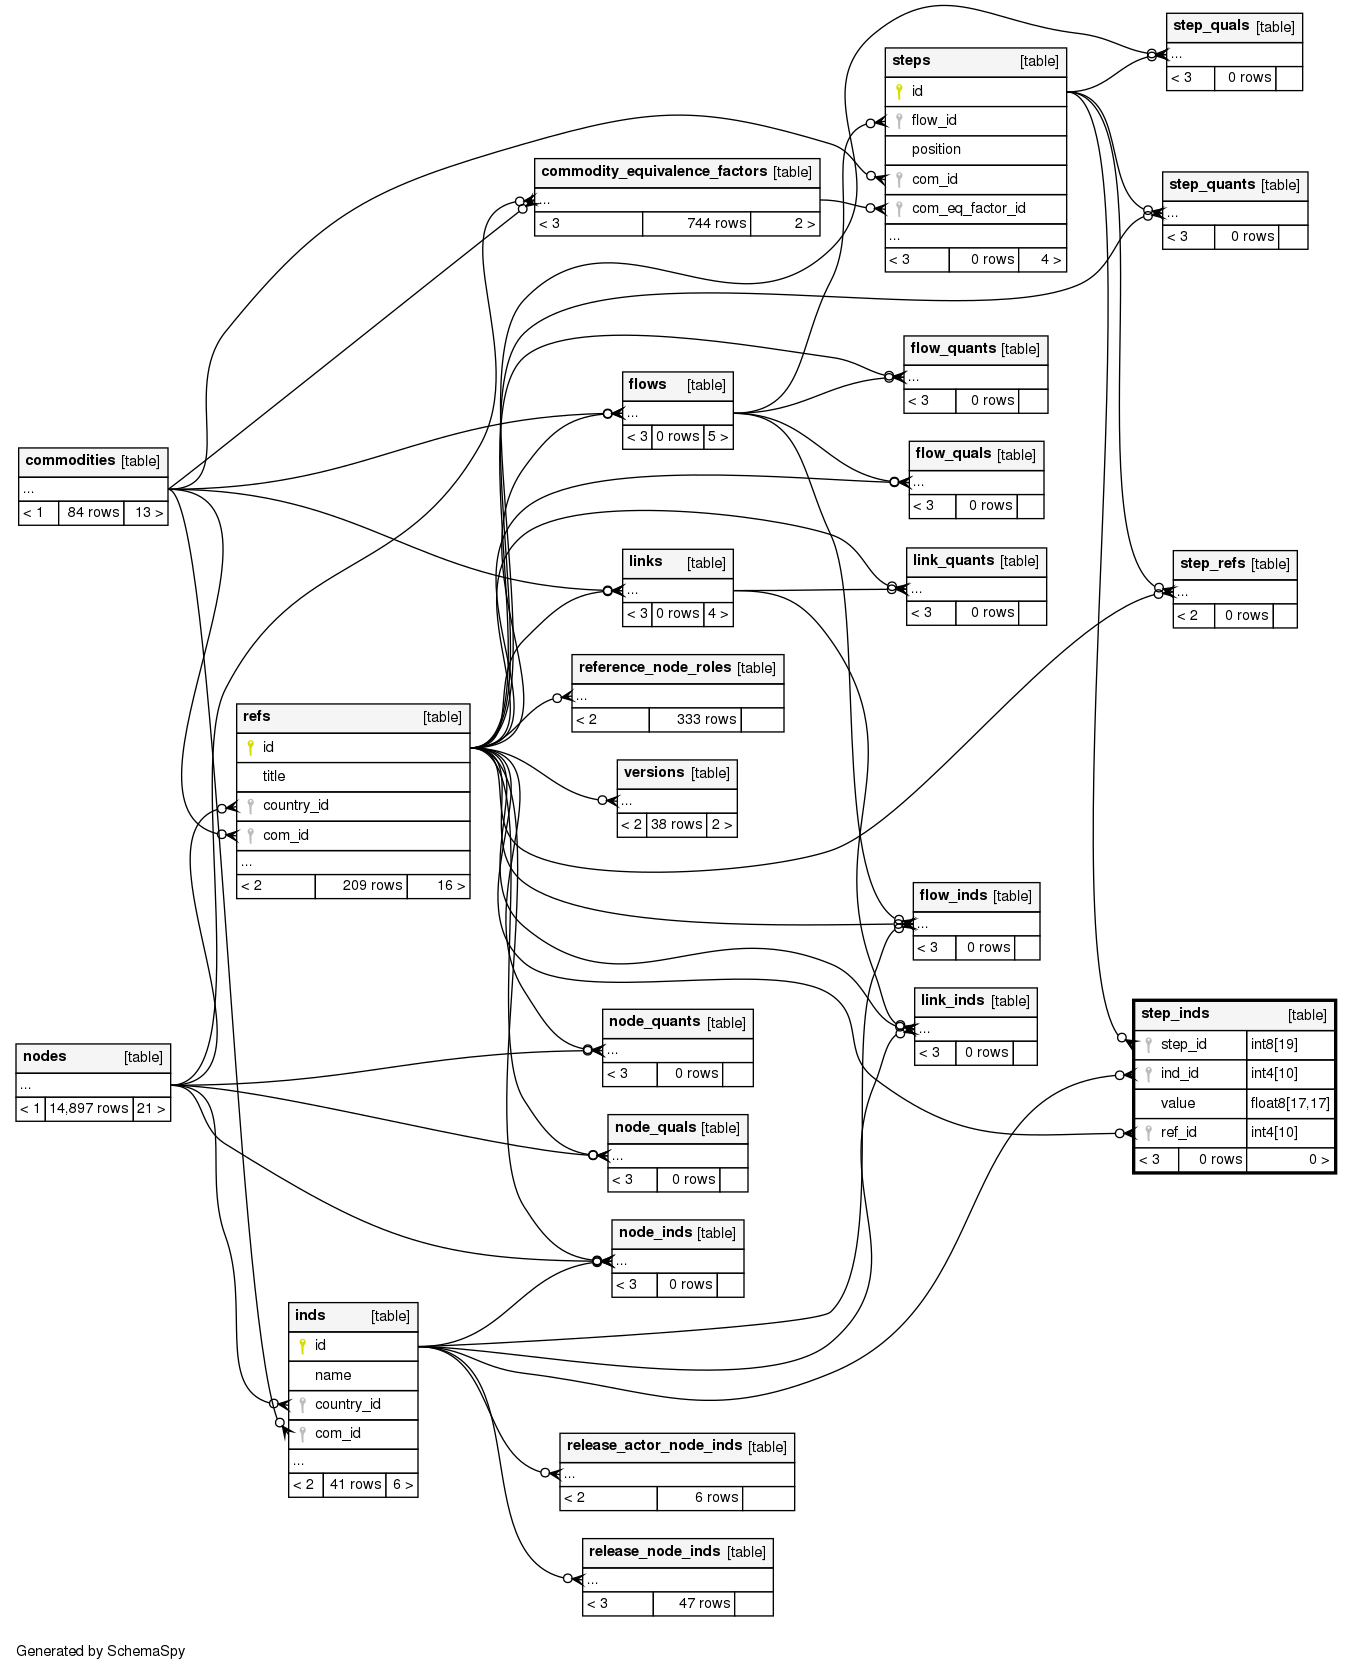 step_quals [table]
...
< 3 0 rows
steps [table]
id
flow_id
position
com_id
com_eq_factor_id
...
< 3 0 rows 4 >
commodity_equivalence_factors [table]
...
< 3 744 rows 2 >
step_quants [table]
...
< 3 0 rows
flow_quants [table]
...
< 3 0 rows
flows [table]
...
< 3 0 rows 5 >
flow_quals [table]
...
< 3 0 rows
commodities [table]
...
< 1 84 rows 13 >
links [table]
...
< 3 0 rows 4 >
link_quants [table]
...
< 3 0 rows
step_refs [table]
...
< 2 0 rows
reference_node_roles [table]
...
< 2 333 rows
refs [table]
id
title
country_id
com_id
...
< 2 209 rows 16 >
versions [table]
...
< 2 38 rows 2 >
flow_inds [table]
...
< 3 0 rows
link_inds [table]
...
< 3 0 rows
step_inds [table]
step_id int8[19]
ind_id int4[10]
value float8[17,17]
ref_id int4[10]
< 3 0 rows 0 >
node_quants [table]
...
< 3 0 rows
nodes [table]
...
< 1 14,897 rows 21 >
node_quals [table]
...
< 3 0 rows
node_inds [table]
...
< 3 0 rows
inds [table]
id
name
country_id
com_id
...
< 2 41 rows 6 >
release_actor_node_inds [table]
...
< 2 6 rows
release_node_inds [table]
...
< 3 47 rows
Generated by SchemaSpy